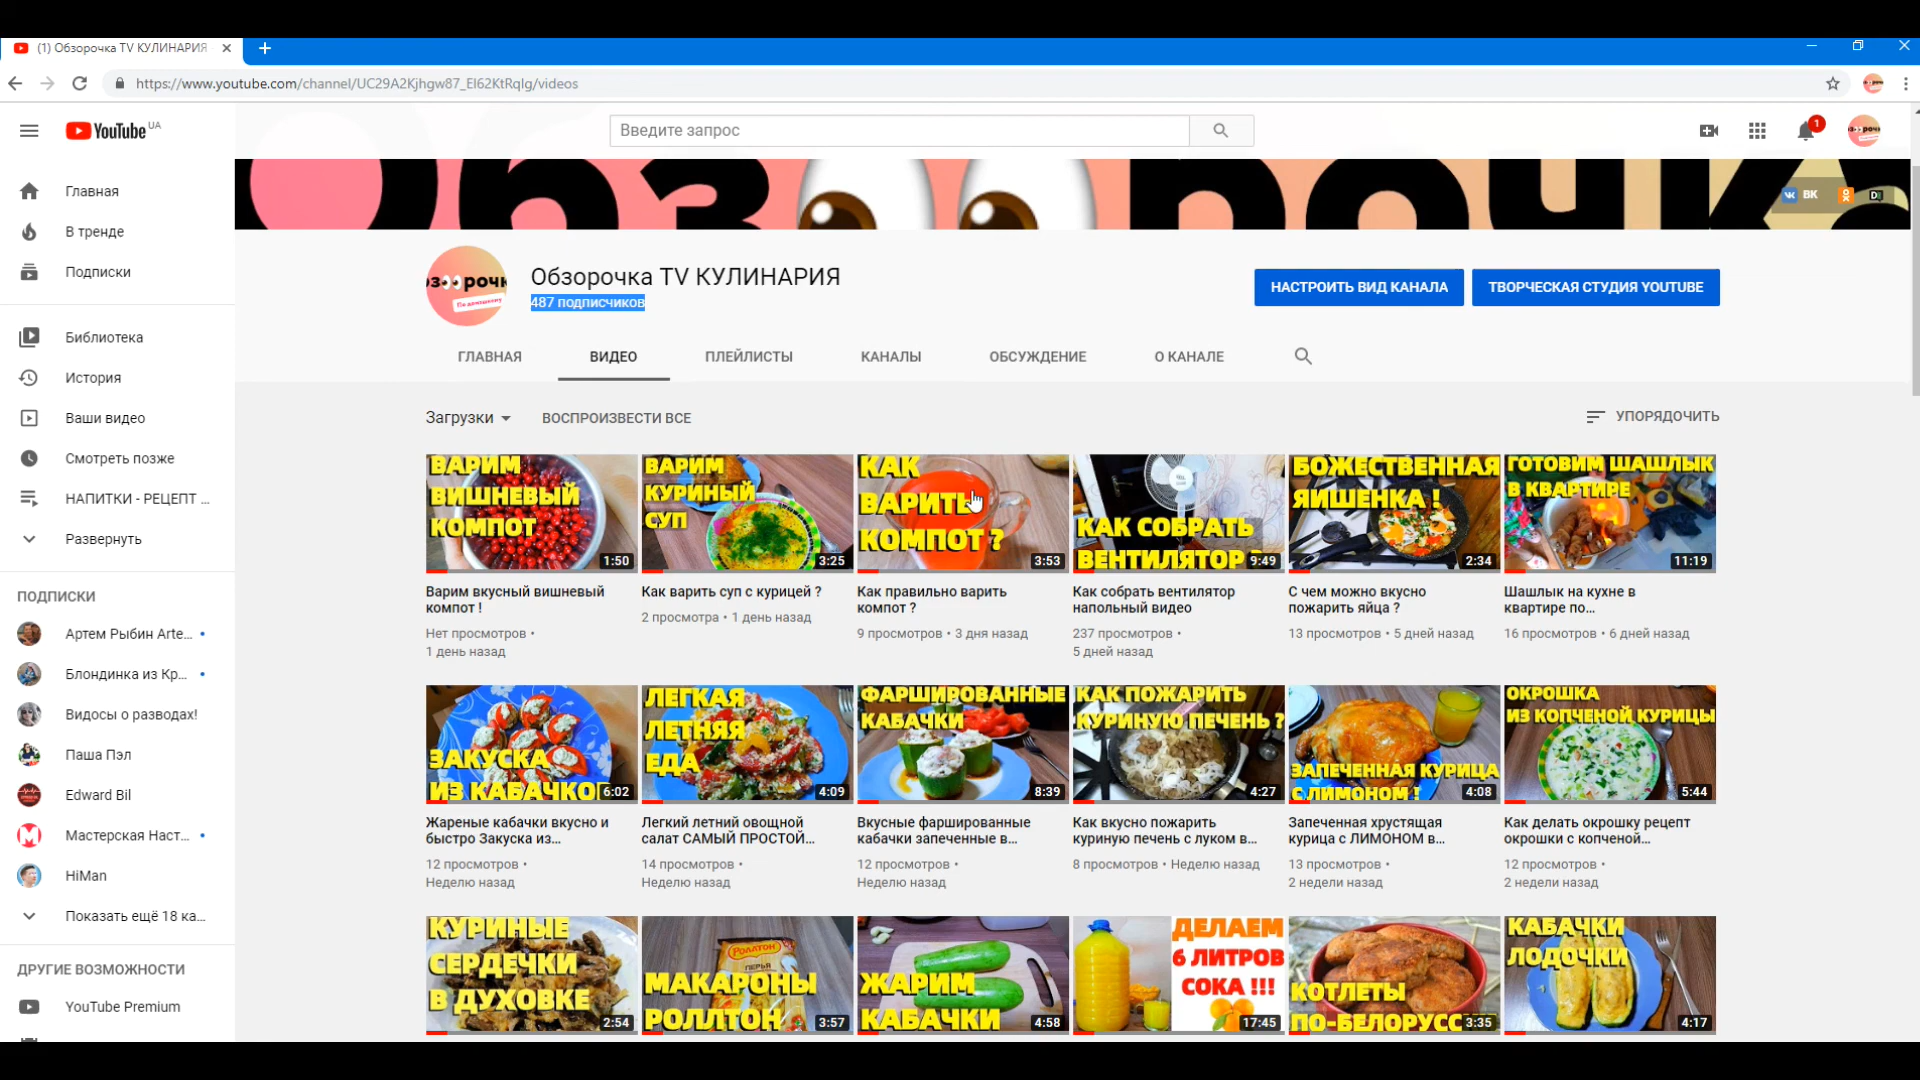 (1) Обзорочка TV КУЛИНАРИЯ
https://www.youtube.com/channel/UC29A2Kjhgw87_EI62KtRqIg/videos
YouTube UA
Введите запрос
1
Обзорочка
ВК
Главная
В тренде
Подписки
Библиотека
История
Ваши видео
Смотреть позже
НАПИТКИ - РЕЦЕПТ ...
Развернуть
ПОДПИСКИ
Артем Рыбин Arte...
Блондинка из Кр...
Видосы о разводах!
Паша Пэл
Edward Bil
Мастерская Наст...
HiMan
Показать ещё 18 ка...
ДРУГИЕ ВОЗМОЖНОСТИ
YouTube Premium
Обзорочка TV КУЛИНАРИЯ
487 подписчиков
НАСТРОИТЬ ВИД КАНАЛА
ТВОРЧЕСКАЯ СТУДИЯ YOUTUBE
ГЛАВНАЯ
ВИДЕО
ПЛЕЙЛИСТЫ
КАНАЛЫ
ОБСУЖДЕНИЕ
О КАНАЛЕ
Загрузки
ВОСПРОИЗВЕСТИ ВСЕ
УПОРЯДОЧИТЬ
ВАРИМ
ВИШНЕВЫЙ
КОМПОТ
1:50
Варим вкусный вишневый
компот !
Нет просмотров •
1 день назад
ВАРИМ
КУРИНЫЙ
СУП
3:25
Как варить суп с курицей ?
2 просмотра • 1 день назад
КАК
ВАРИТЬ
КОМПОТ ?
3:53
Как правильно варить
компот ?
9 просмотров • 3 дня назад
КАК СОБРАТЬ
ВЕНТИЛЯТОР
9:49
Как собрать вентилятор
напольный видео
237 просмотров •
5 дней назад
БОЖЕСТВЕННАЯ
ЯИШЕНКА !
2:34
С чем можно вкусно
пожарить яйца ?
13 просмотров • 5 дней назад
ГОТОВИМ ШАШЛЫК
В КВАРТИРЕ
11:19
Шашлык на кухне в
квартире по...
16 просмотров • 6 дней назад
ЗАКУСКА
ИЗ КАБАЧКОВ
6:02
Жареные кабачки вкусно и
быстро Закуска из...
12 просмотров •
Неделю назад
ЛЕГКАЯ
ЛЕТНЯЯ
ЕДА
4:09
Легкий летний овощной
салат САМЫЙ ПРОСТОЙ...
14 просмотров •
Неделю назад
ФАРШИРОВАННЫЕ
КАБАЧКИ
8:39
Вкусные фаршированные
кабачки запеченные в...
12 просмотров •
Неделю назад
КАК ПОЖАРИТЬ
КУРИНУЮ ПЕЧЕНЬ ?
4:27
Как вкусно пожарить
куриную печень с луком в...
8 просмотров • Неделю назад
ЗАПЕЧЕННАЯ КУРИЦА
С ЛИМОНОМ !
4:08
Запеченная хрустящая
курица с ЛИМОНОМ в...
13 просмотров •
2 недели назад
ОКРОШКА
ИЗ КОПЧЕНОЙ КУРИЦЫ
5:44
Как делать окрошку рецепт
окрошки с копченой...
12 просмотров •
2 недели назад
КУРИНЫЕ
СЕРДЕЧКИ
В ДУХОВКЕ
2:54
Роллтон
ПЕРЬЯ
МАКАРОНЫ
РОЛЛТОН
3:57
ЖАРИМ
КАБАЧКИ
4:58
ДЕЛАЕМ
6 ЛИТРОВ
СОКА !!!
17:45
КОТЛЕТЫ
ПО-БЕЛОРУСС
3:35
КАБАЧКИ
ЛОДОЧКИ
4:17